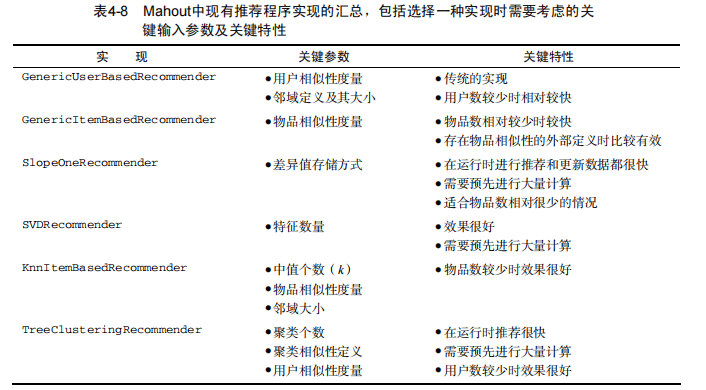 表4-8 Mahout中现有推荐程序实现的汇总，包括选择一种实现时需要考虑的关
键输入参数及关键特性
实 现 关键参数 关键特性
GenericUserBasedRecommender ●用户相似性度量 ●传统的实现
●邻域定义及其大小 ●用户数较少时相对较快
GenericItemBasedRecommender ●物品相似性度量 ●物品数相对较少时较快
●存在物品相似性的外部定义时比较有效
SlopeOneRecommender ●差异值存储方式 ●在运行时进行推荐和更新数据都很快
●需要预先进行大量计算
●适合物品数相对很少的情况
SVDRecommender ●特征数量 ●效果很好
●需要预先进行大量计算
KnnItemBasedRecommender ●中值个数（k） ●物品数较少时效果很好
●物品相似性度量
●邻域大小
TreeClusteringRecommender ●聚类个数 ●在运行时推荐很快
●聚类相似性定义 ●需要预先进行大量计算
●用户相似性度量 ●用户数较少时效果很好